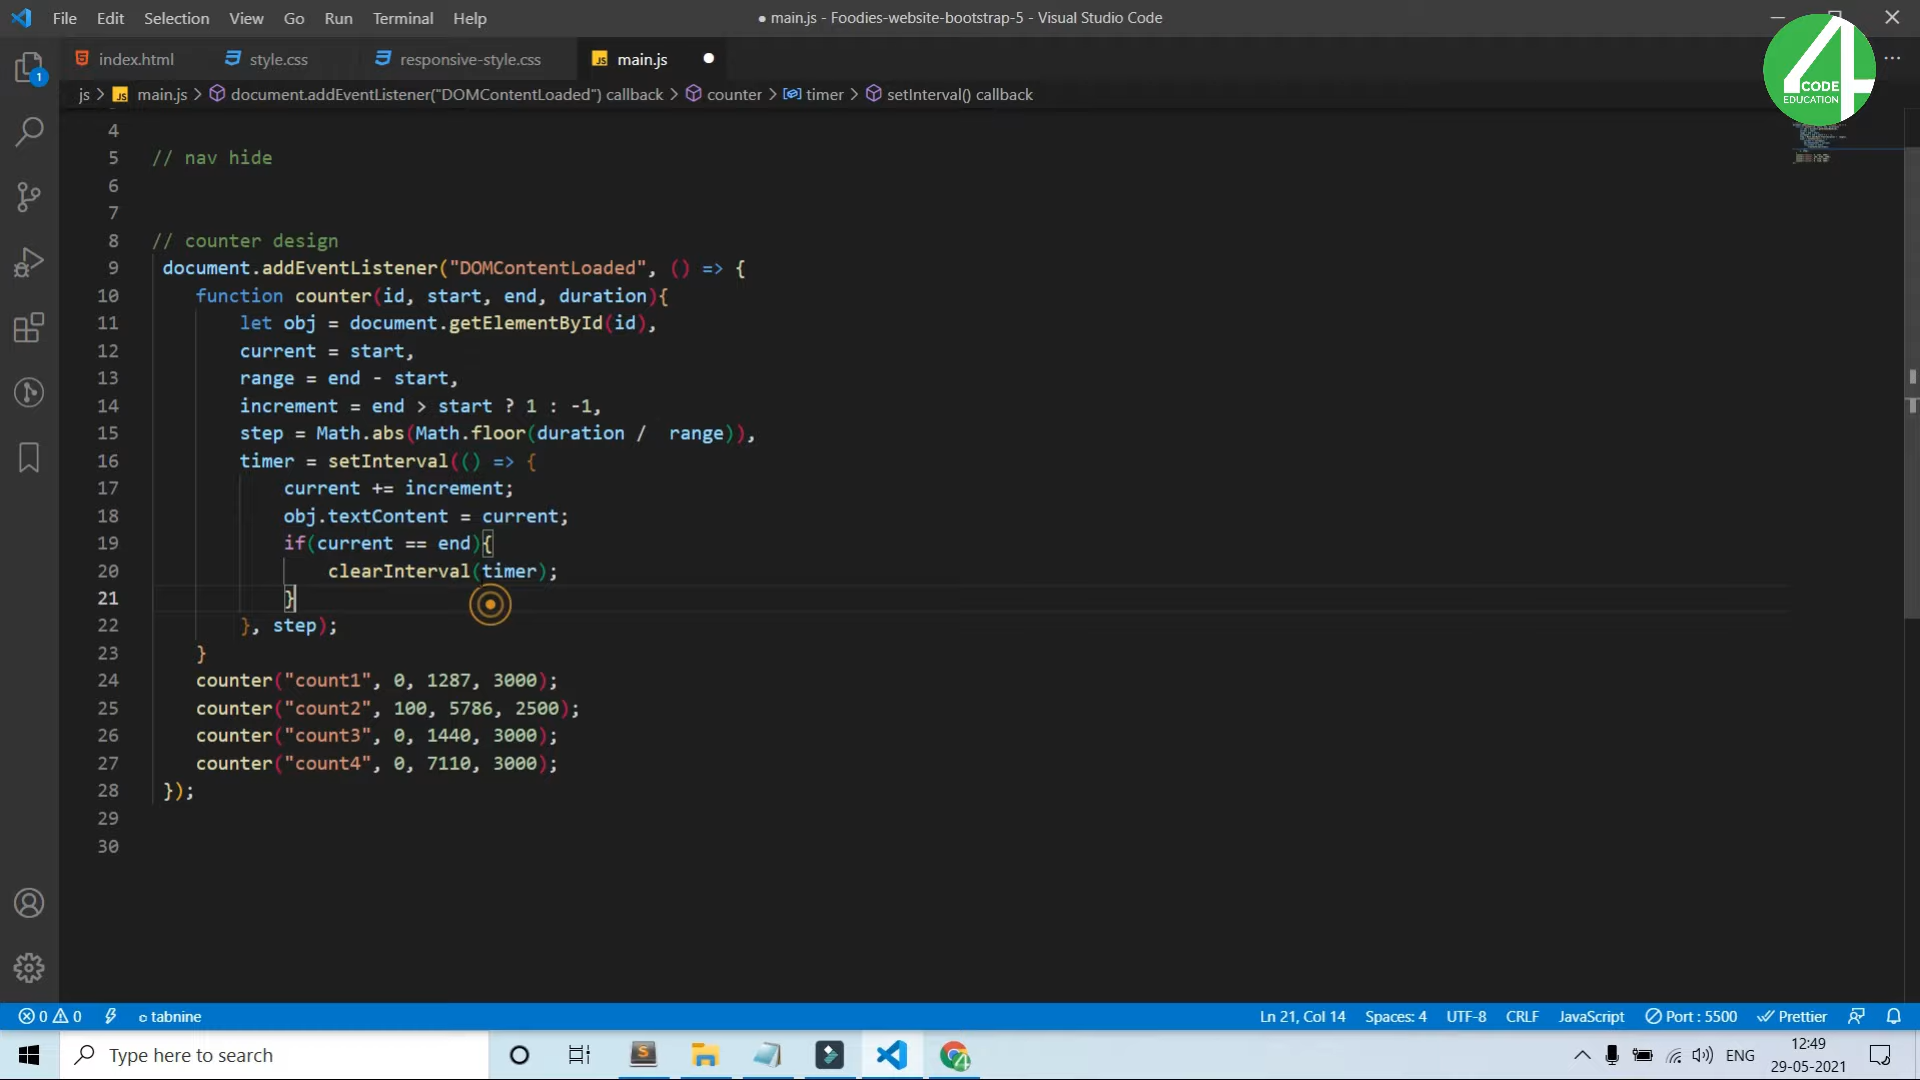 File Edit Selection View Go Run Terminal Help
● main.js - Foodies-website-bootstrap-5 - Visual Studio Code
index.html style.css responsive-style.css JS main.js
CODE
EDUCATION
4
js > JS main.js > document.addEventListener("DOMContentLoaded") callback > counter > timer > setInterval() callback
1
4
5 // nav hide
6
7
8 // counter design
9 document.addEventListener("DOMContentLoaded", () => {
10 function counter(id, start, end, duration){
11 let obj = document.getElementById(id),
12 current = start,
13 range = end - start,
14 increment = end > start ? 1 : -1,
15 step = Math.abs(Math.floor(duration /  range)),
16 timer = setInterval(() => {
17 current += increment;
18 obj.textContent = current;
19 if(current == end){
20 clearInterval(timer);
21 }
22 }, step);
23 }
24 counter("count1", 0, 1287, 3000);
25 counter("count2", 100, 5786, 2500);
26 counter("count3", 0, 1440, 3000);
27 counter("count4", 0, 7110, 3000);
28 });
29
30
0 0 tabnine Ln 21, Col 14 Spaces: 4 UTF-8 CRLF JavaScript Port : 5500 Prettier
Type here to search
ENG
12:49
29-05-2021